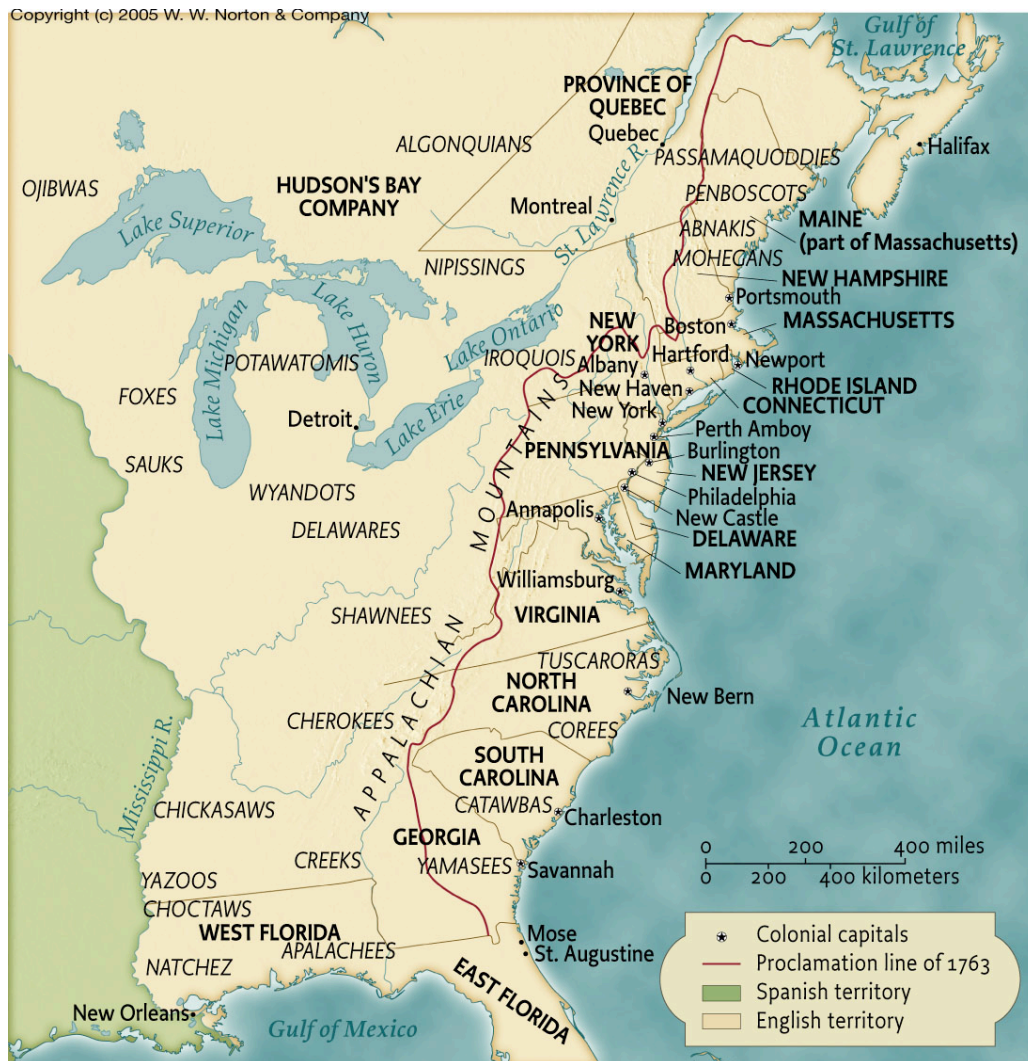 Copyright (c) 2005 W. W. Norton & Company
Gulf of
St. Lawrence
PROVINCE OF
QUEBEC
Quebec
ALGONQUIANS
Halifax
PASSAMAQUODDIES
OJIBWAS
HUDSON'S BAY
COMPANY
PENBOSCOTS
Montreal
St. Lawrence R.
Lake Superior
ABNAKIS
MAINE
(part of Massachusetts)
MOHEGANS
NIPISSINGS
NEW HAMPSHIRE
Portsmouth
Lake Michigan
Lake Huron
Lake Ontario
NEW
YORK
Boston
MASSACHUSETTS
POTAWATOMIS
IROQUOIS
Albany
Hartford
Newport
FOXES
New Haven
RHODE ISLAND
CONNECTICUT
Detroit
Lake Erie
New York
Perth Amboy
PENNSYLVANIA
Burlington
SAUKS
NEW JERSEY
WYANDOTS
Philadelphia
Annapolis
New Castle
DELAWARES
DELAWARE
MARYLAND
Williamsburg
SHAWNEES
VIRGINIA
APPALACHIAN MOUNTAINS
TUSCARORAS
NORTH
CAROLINA
New Bern
CHEROKEES
COREES
Atlantic
Ocean
Mississippi R.
SOUTH
CAROLINA
CHICKASAWS
CATAWBAS
Charleston
GEORGIA
CREEKS
YAMASEES
Savannah
0 200 400 miles
0 200 400 kilometers
YAZOOS
CHOCTAWS
WEST FLORIDA
APALACHEES
Mose
St. Augustine
NATCHEZ
EAST FLORIDA
New Orleans
Gulf of Mexico
Colonial capitals
Proclamation line of 1763
Spanish territory
English territory